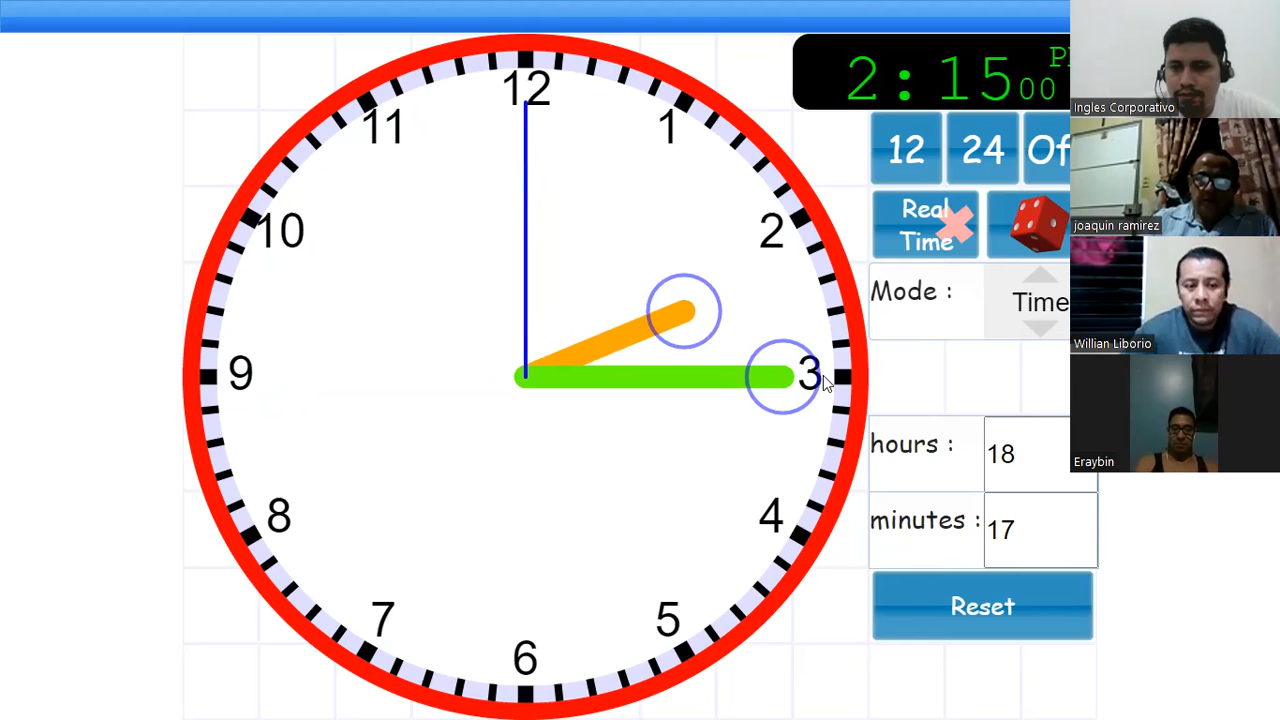 12
11
1
10
2
9
3
8
4
7
5
6
2:15 00
12 24
Real
Time
Mode :
Time
hours :
18
minutes :
17
Reset
Ingles Corporativo
joaquin ramirez
Willian Liborio
Eraybin